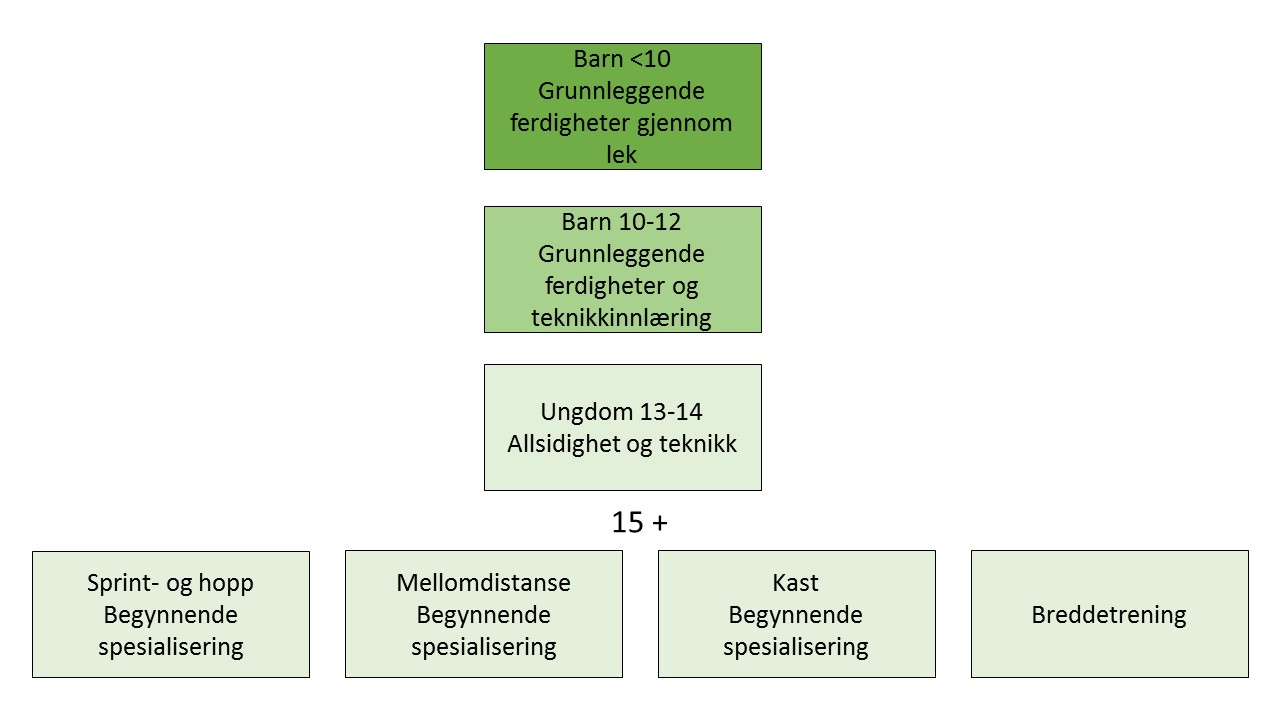 Barn <10
Grunnleggende
ferdigheter gjennom
lek
Barn 10-12
Grunnleggende
ferdigheter og
teknikkinnlæring
Ungdom 13-14
Allsidighet og teknikk
15 +
Sprint- og hopp
Begynnende
spesialisering
Mellomdistanse
Begynnende
spesialisering
Kast
Begynnende
spesialisering
Breddetrening